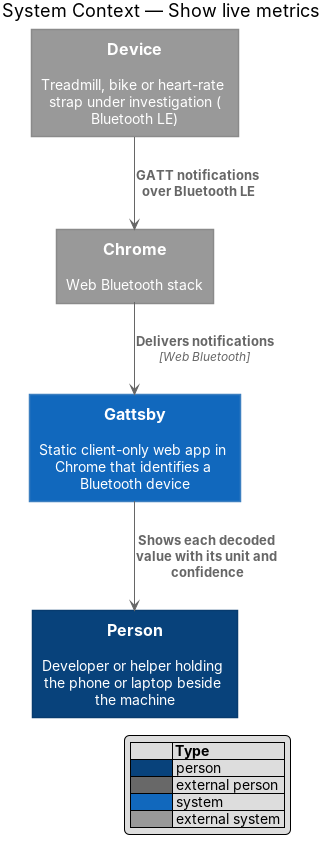 System Context — Show live metrics
Device
Treadmill, bike or heart-rate
strap under investigation (
Bluetooth LE)
GATT notifications
over Bluetooth LE
Chrome
Web Bluetooth stack
Delivers notifications
[Web Bluetooth]
Gattsby
Static client-only web app in
Chrome that identifies a
Bluetooth device
Shows each decoded
value with its unit and
confidence
Person
Developer or helper holding
the phone or laptop beside
the machine
Type
person
external person
system
external system